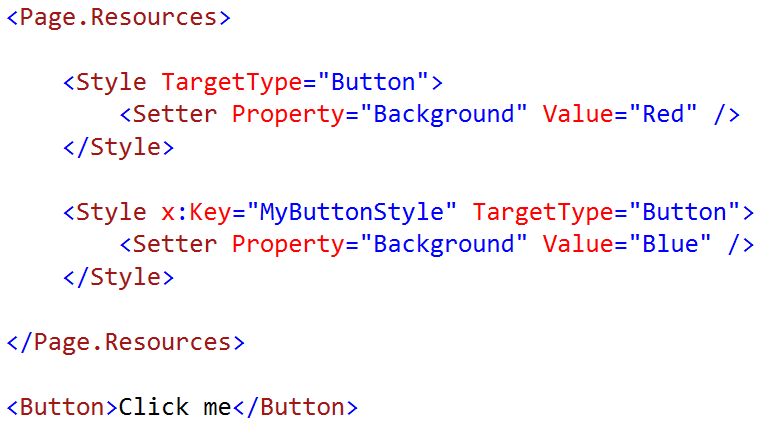 <Page.Resources>
<Style TargetType="Button">
<Setter Property="Background" Value="Red" />
</Style>
<Style x:Key="MyButtonStyle" TargetType="Button">
<Setter Property="Background" Value="Blue" />
</Style>
</Page.Resources>
<Button>Click me</Button>